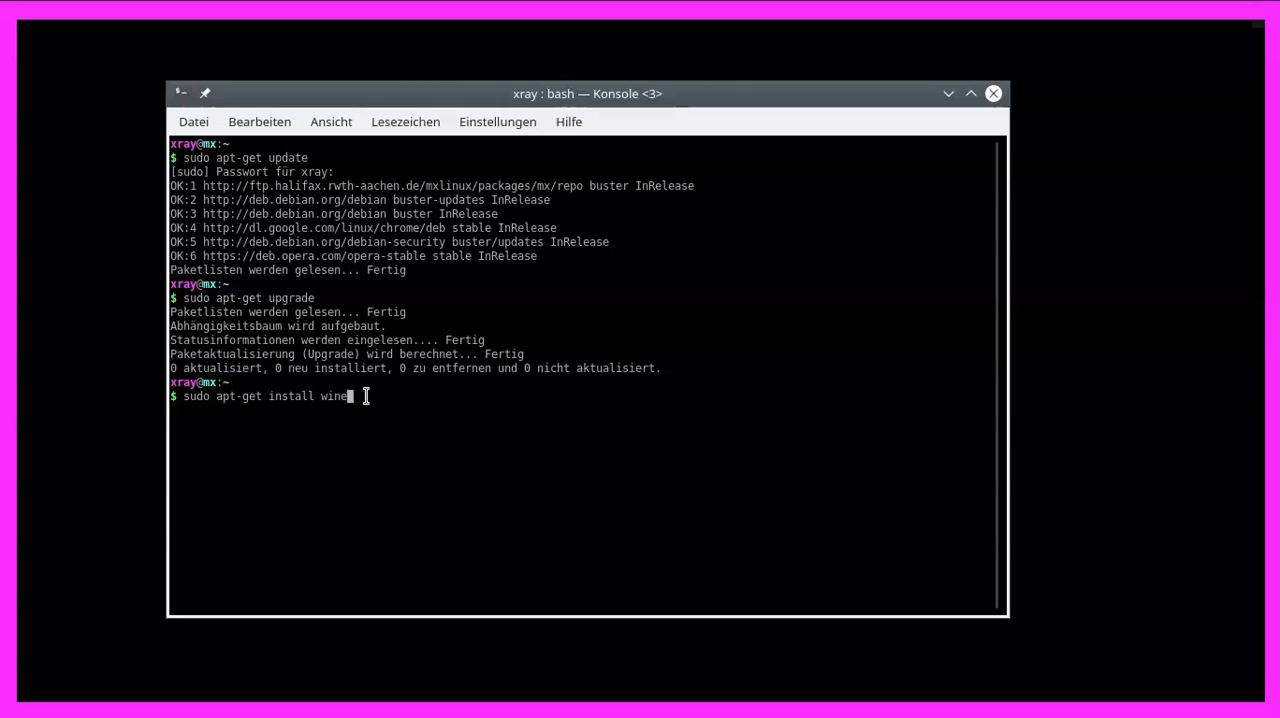 xray : bash — Konsole <3>
Datei Bearbeiten Ansicht Lesezeichen Einstellungen Hilfe
xray@mx:~
$ sudo apt-get update
[sudo] Passwort für xray:
OK:1 http://ftp.halifax.rwth-aachen.de/mxlinux/packages/mx/repo buster InRelease
OK:2 http://deb.debian.org/debian buster-updates InRelease
OK:3 http://deb.debian.org/debian buster InRelease
OK:4 http://dl.google.com/linux/chrome/deb stable InRelease
OK:5 http://deb.debian.org/debian-security buster/updates InRelease
OK:6 https://deb.opera.com/opera-stable stable InRelease
Paketlisten werden gelesen... Fertig
xray@mx:~
$ sudo apt-get upgrade
Paketlisten werden gelesen... Fertig
Abhängigkeitsbaum wird aufgebaut.
Statusinformationen werden eingelesen.... Fertig
Paketaktualisierung (Upgrade) wird berechnet... Fertig
0 aktualisiert, 0 neu installiert, 0 zu entfernen und 0 nicht aktualisiert.
xray@mx:~
$ sudo apt-get install wine